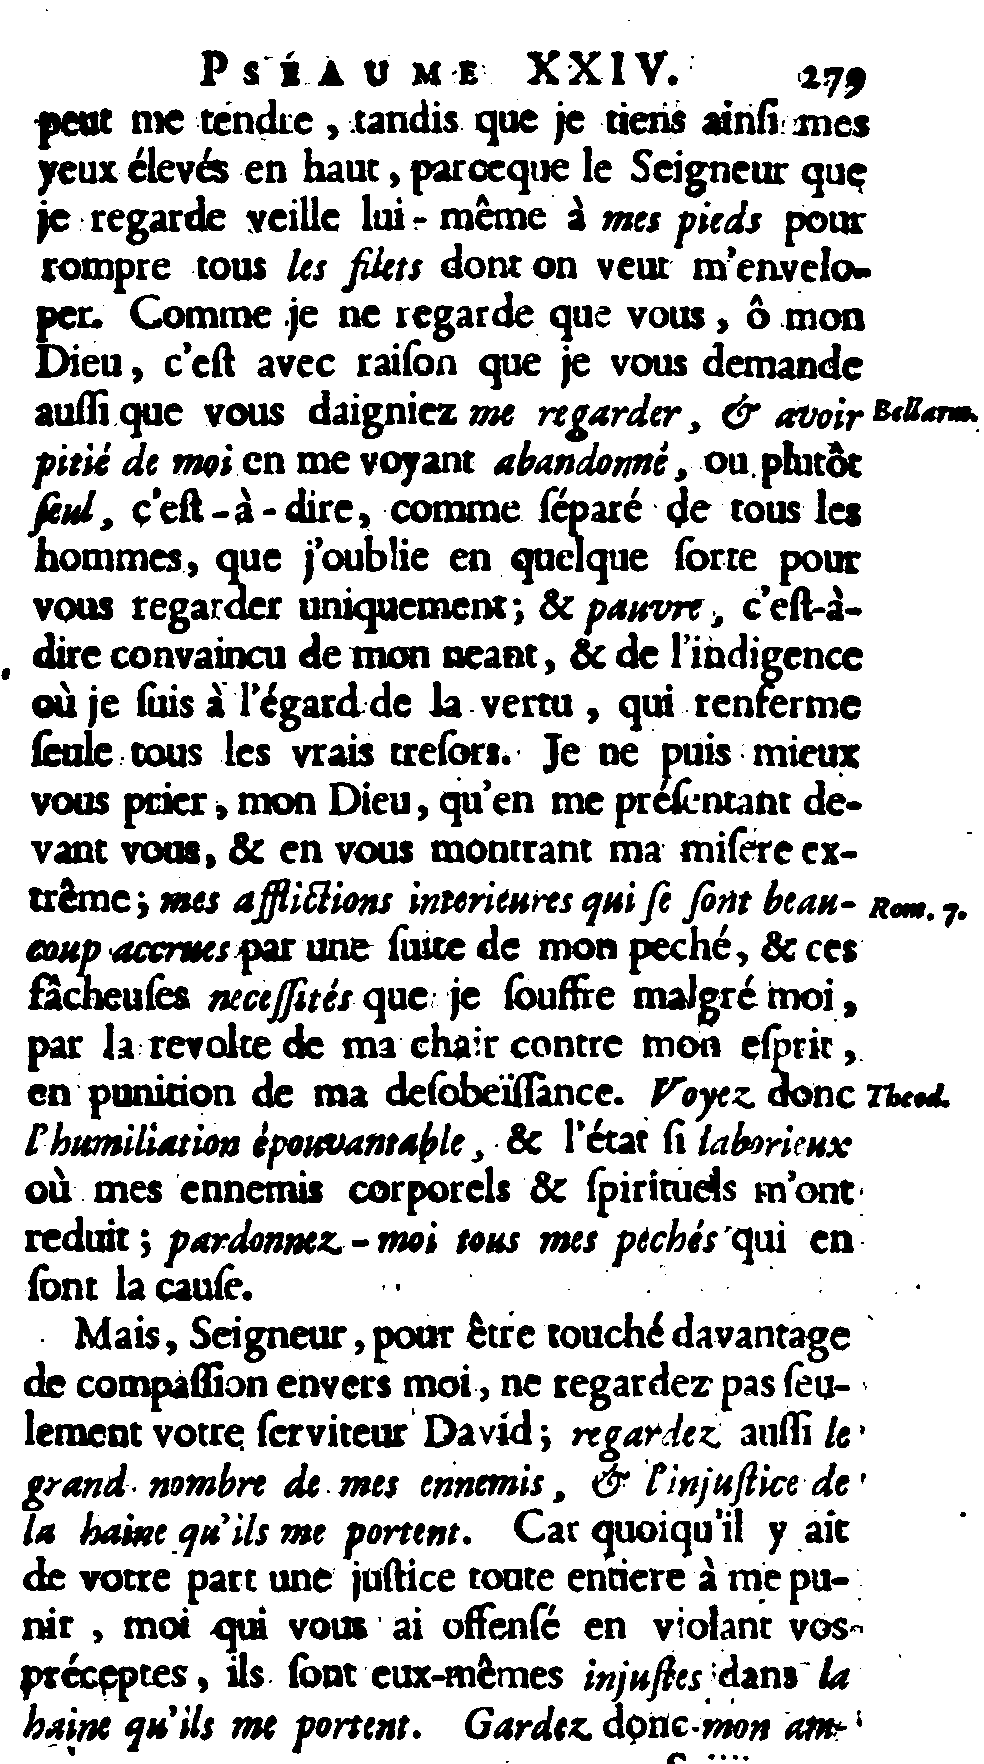 PSÉAUME XXIV. 279
peut me tendre, tandis que je tiens ainſi mes
yeux élevés en haut, parceque le Seigneur que
je regarde veille lui-même à mes pieds pour
rompre tous les filets dont on veut m'envelo-
per. Comme je ne regarde que vous, ô mon
Dieu, c'eſt avec raiſon que je vous demande
auſſi que vous daigniez me regarder, & avoir Bellarm.
pitié de moi en me voyant abandonné, ou plutôt
ſeul, c'eſt-à-dire, comme ſéparé de tous les
hommes, que j'oublie en quelque ſorte pour
vous regarder uniquement; & pauvre, c'eſt-à-
dire convaincu de mon neant, & de l'indigence
où je ſuis à l'égard de la vertu, qui renferme
ſeule tous les vrais treſors. Je ne puis mieux
vous prier, mon Dieu, qu'en me préſentant de-
vant vous, & en vous montrant ma miſére ex-
trême; mes afflictions interieures qui ſe ſont beau- Rom. 7.
coup accrues par une ſuite de mon peché, & ces
fâcheuſes neceſſités que je ſouffre malgré moi,
par la revolte de ma chair contre mon eſprit,
en punition de ma deſobeïſſance. Voyez donc Theod.
l'humiliation épouvantable, & l'état ſi laborieux
où mes ennemis corporels & ſpirituels m'ont
reduit; pardonnez-moi tous mes pechés qui en
ſont la cauſe.
Mais, Seigneur, pour être touché davantage
de compaſſion envers moi, ne regardez pas ſeu-
lement votre ſerviteur David; regardez auſſi le
grand nombre de mes ennemis, & l'injuſtice de
la haine qu'ils me portent. Car quoiqu'il y ait
de votre part une juſtice toute entiere à me pu-
nir, moi qui vous ai offenſé en violant vos
préceptes, ils ſont eux-mêmes injuſtes dans la
haine qu'ils me portent. Gardez donc mon am-